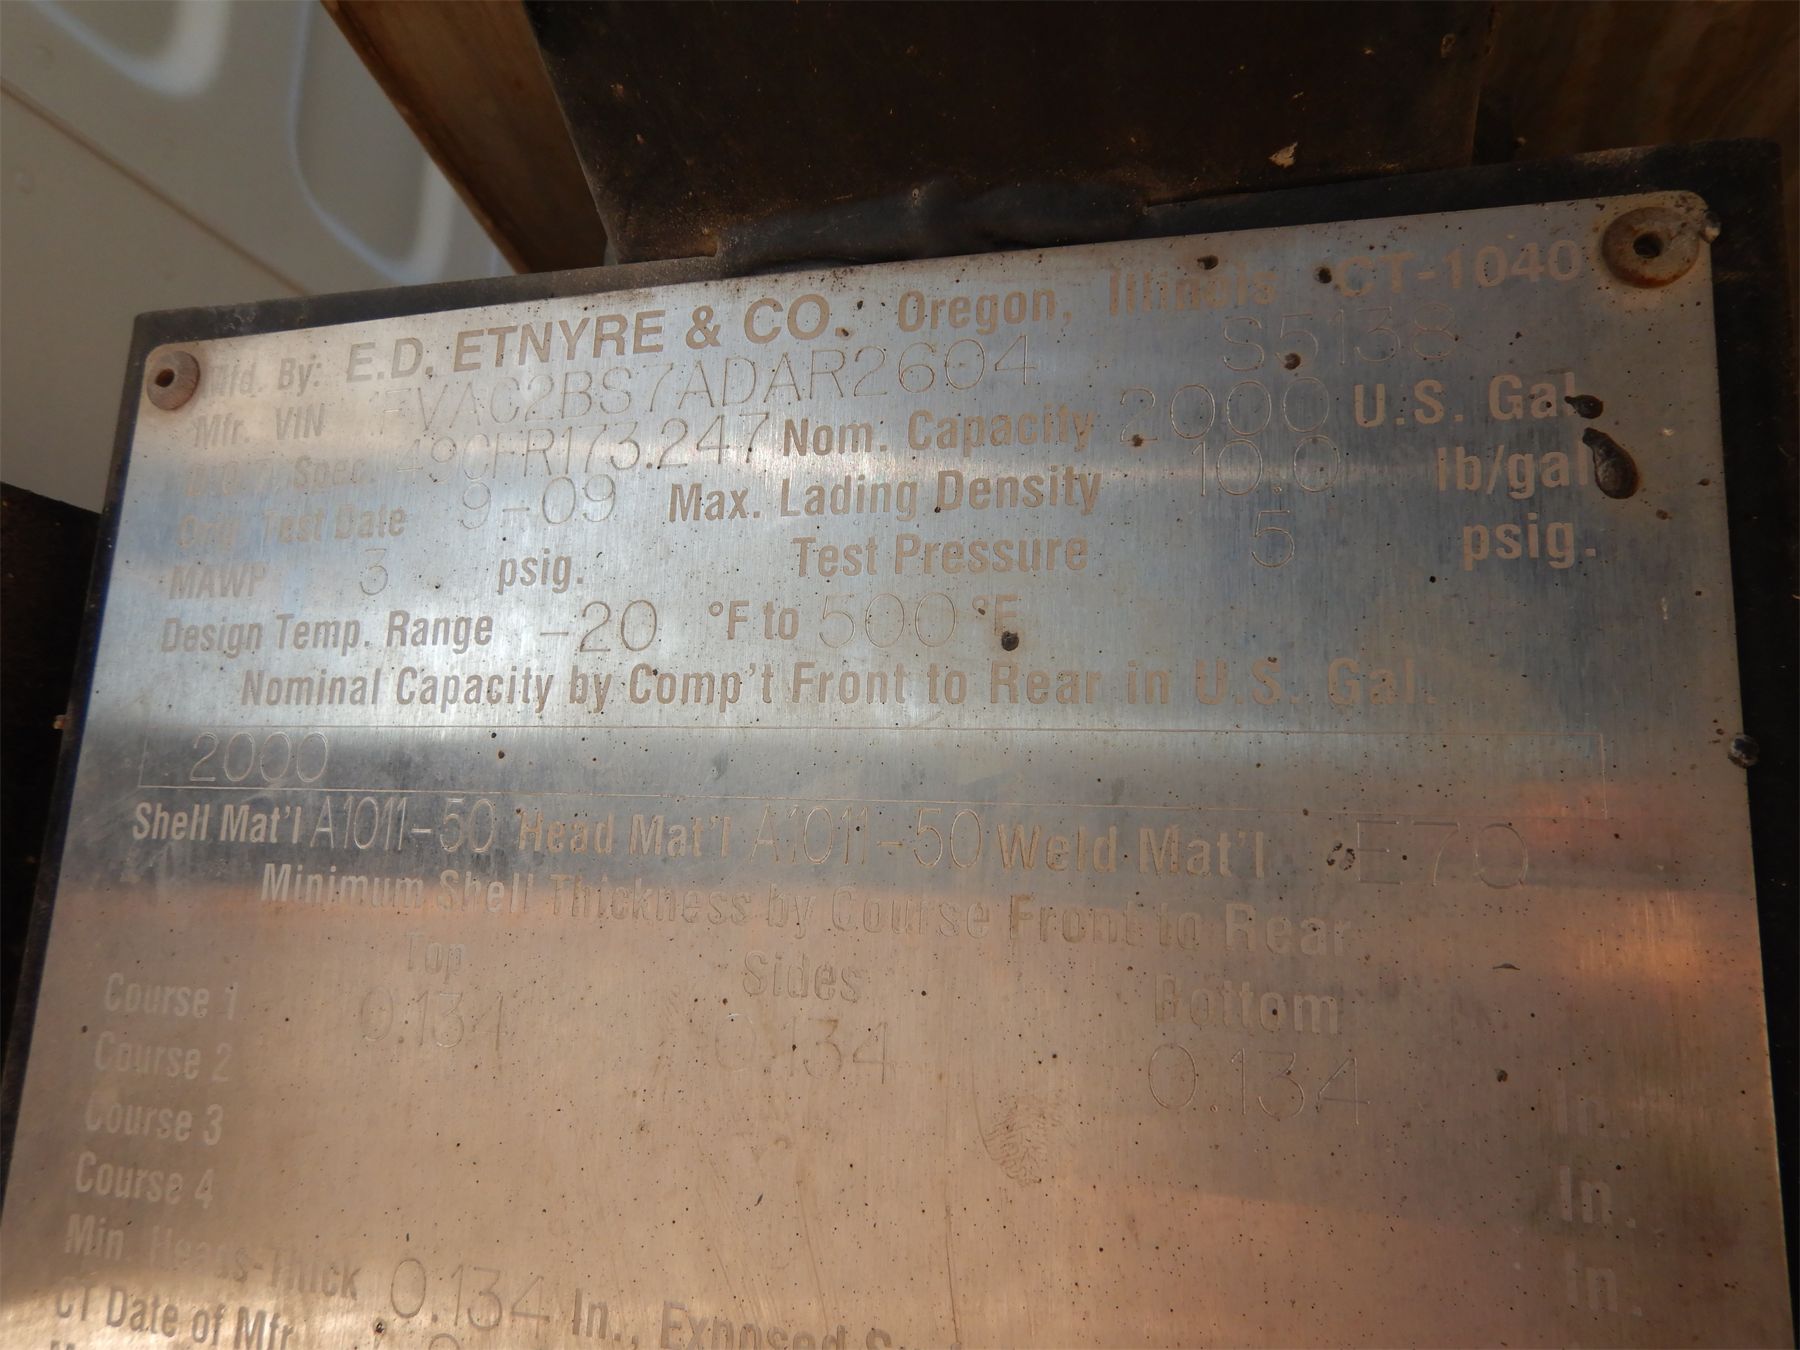 Mfd. By: E.D. ETNYRE & CO. Oregon, Illinois CT-1040
Mfr. VIN 1FVAC2BS7ADAR2604 S5138
D.O.T. Spec. 49CFR173.247 Nom. Capacity 2000 U.S. Gal.
Orig. Test Date 9-09 Max. Lading Density 10.0 lb/gal
MAWP 3 psig. Test Pressure 5 psig.
Design Temp. Range -20 °F to 500 °F
Nominal Capacity by Comp't Front to Rear in U.S. Gal.
2000
Shell Mat'l A1011-50 Head Mat'l A1011-50 Weld Mat'l E70
Minimum Shell Thickness by Course Front to Rear
Top Sides Bottom
Course 1 0.134 0.134 0.134 In.
Course 2 In.
Course 3 In.
Course 4
Min Heads-Thick 0.134 In., Exposed
CT Date of Mfr.